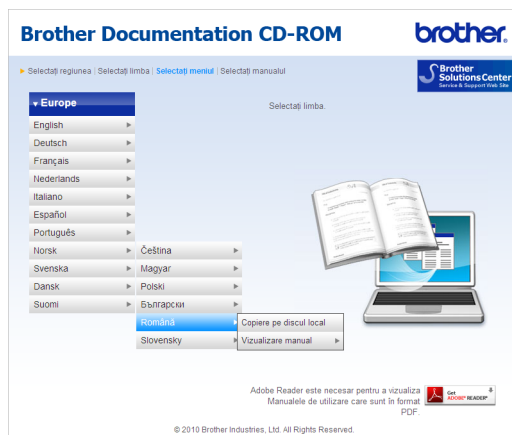 Brother Documentation CD-ROM
brother.
Selectați regiunea | Selectați limba | Selectați meniul | Selectați manualul
Brother
SolutionsCenter
Service & Support Web Site
Europe
Selectați limba.
English
Deutsch
Français
Nederlands
Italiano
Español
Português
Norsk
Čeština
Svenska
Magyar
Dansk
Polski
Suomi
Български
Română
Copiere pe discul local
Slovensky
Vizualizare manual
Adobe Reader este necesar pentru a vizualiza
Manualele de utilizare care sunt în format
PDF.
Get
ADOBE® READER®
© 2010 Brother Industries, Ltd. All Rights Reserved.